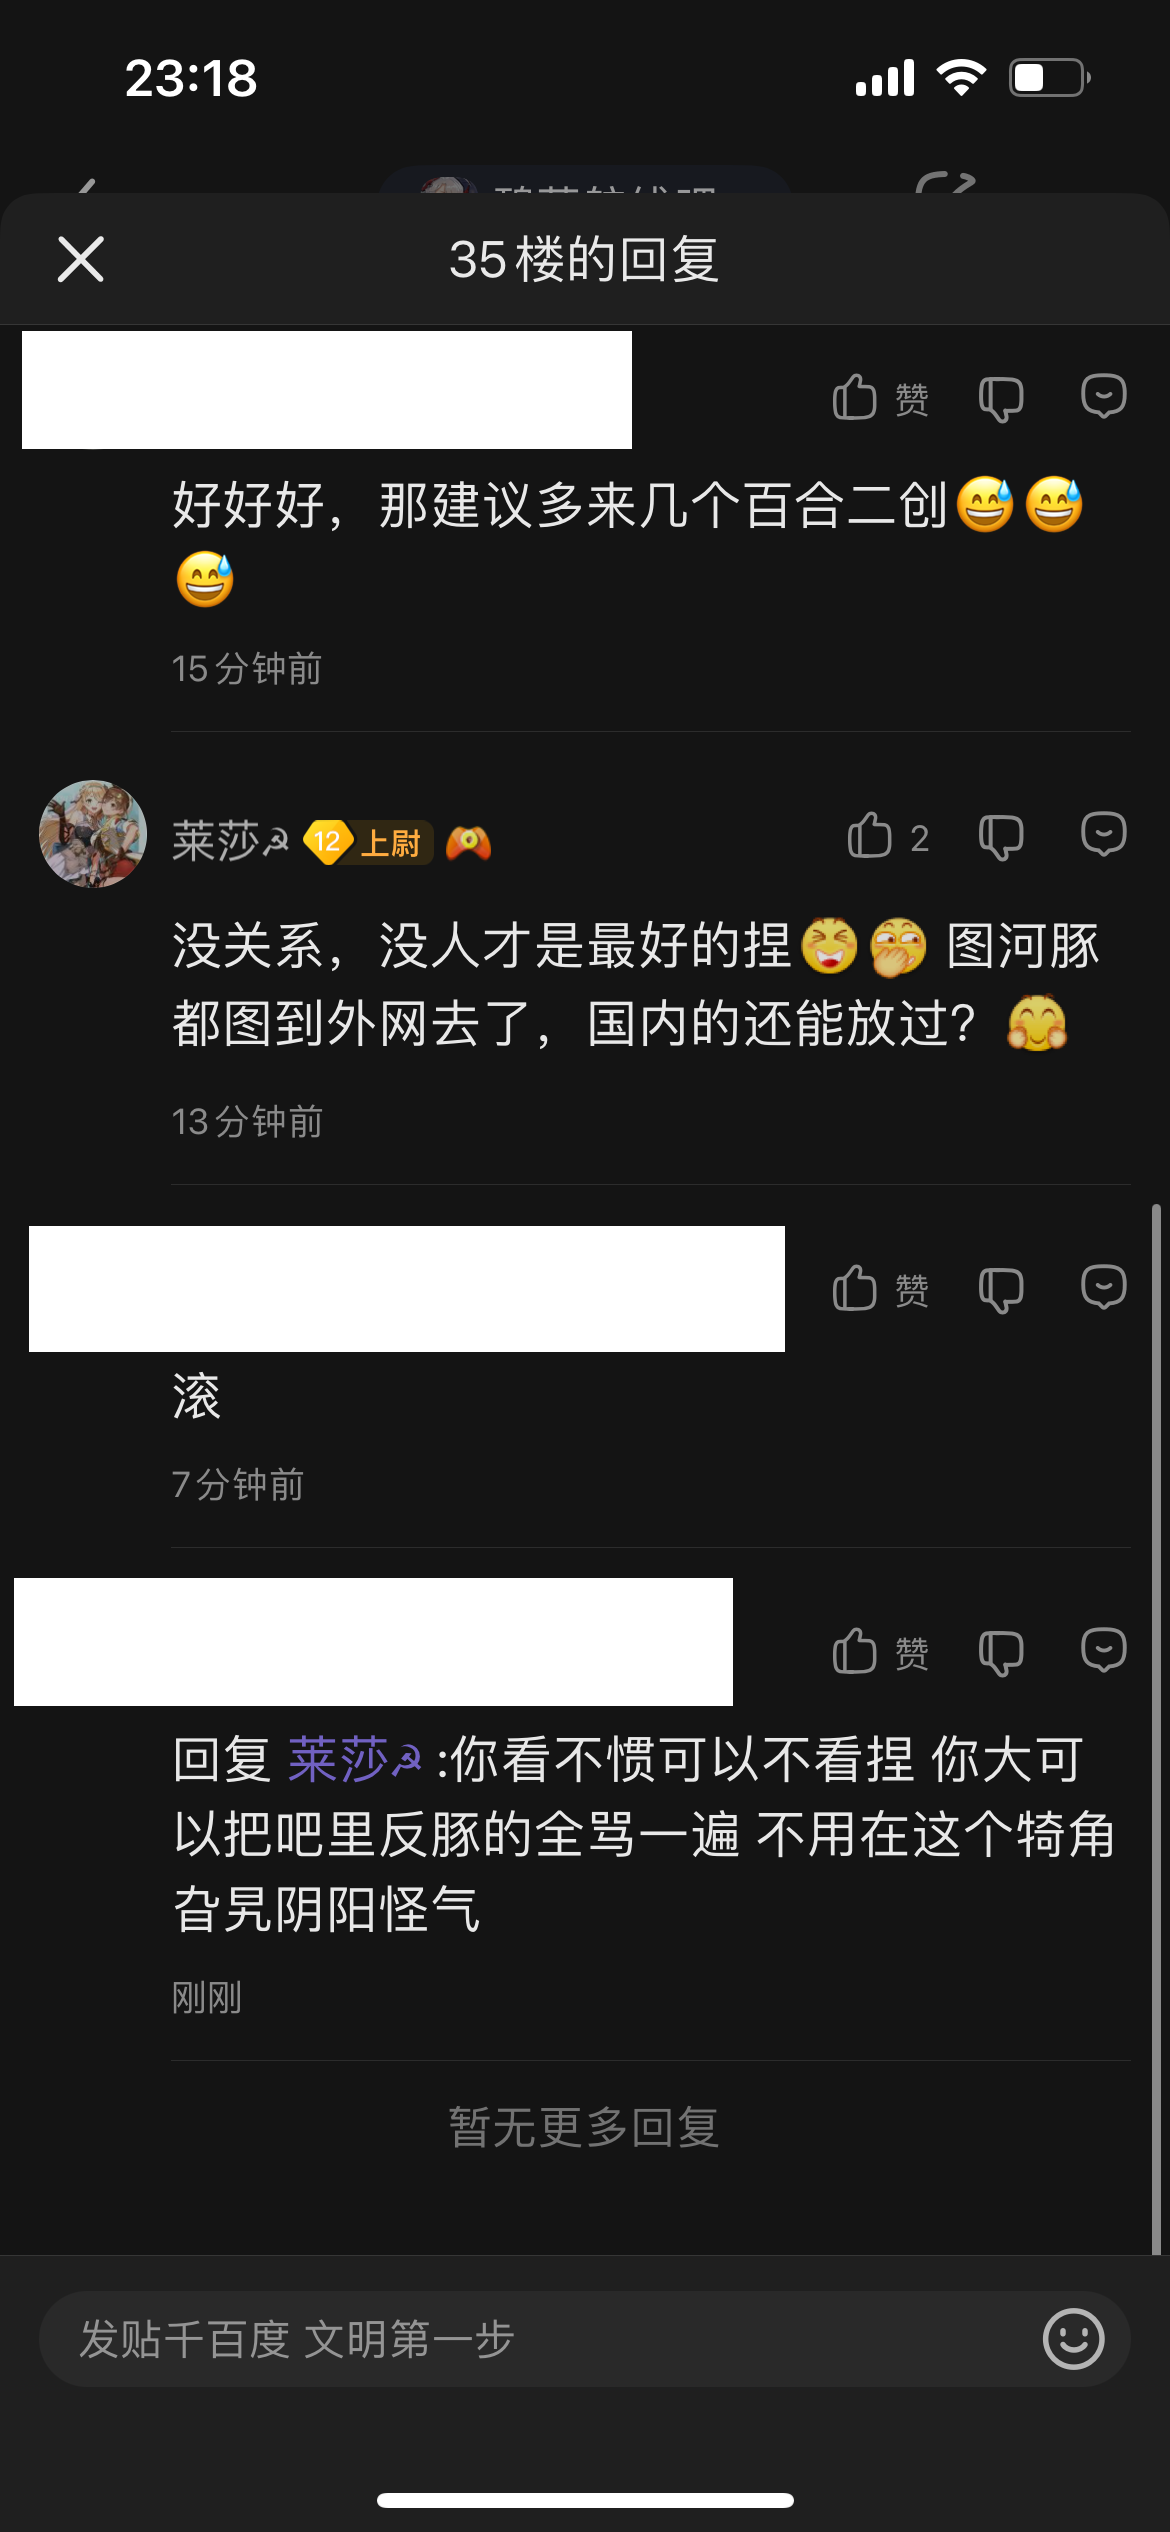 23:18
35楼的回复
赞
好好好，那建议多来几个百合二创😅😅
😅
15分钟前
莱莎☭ 12 上尉
2
没关系，没人才是最好的捏 图河豚
都图到外网去了，国内的还能放过？
13分钟前
赞
滚
7分钟前
赞
回复 莱莎☭ :你看不惯可以不看捏 你大可
以把吧里反豚的全骂一遍 不用在这个犄角
旮旯阴阳怪气
刚刚
暂无更多回复
发贴千百度 文明第一步